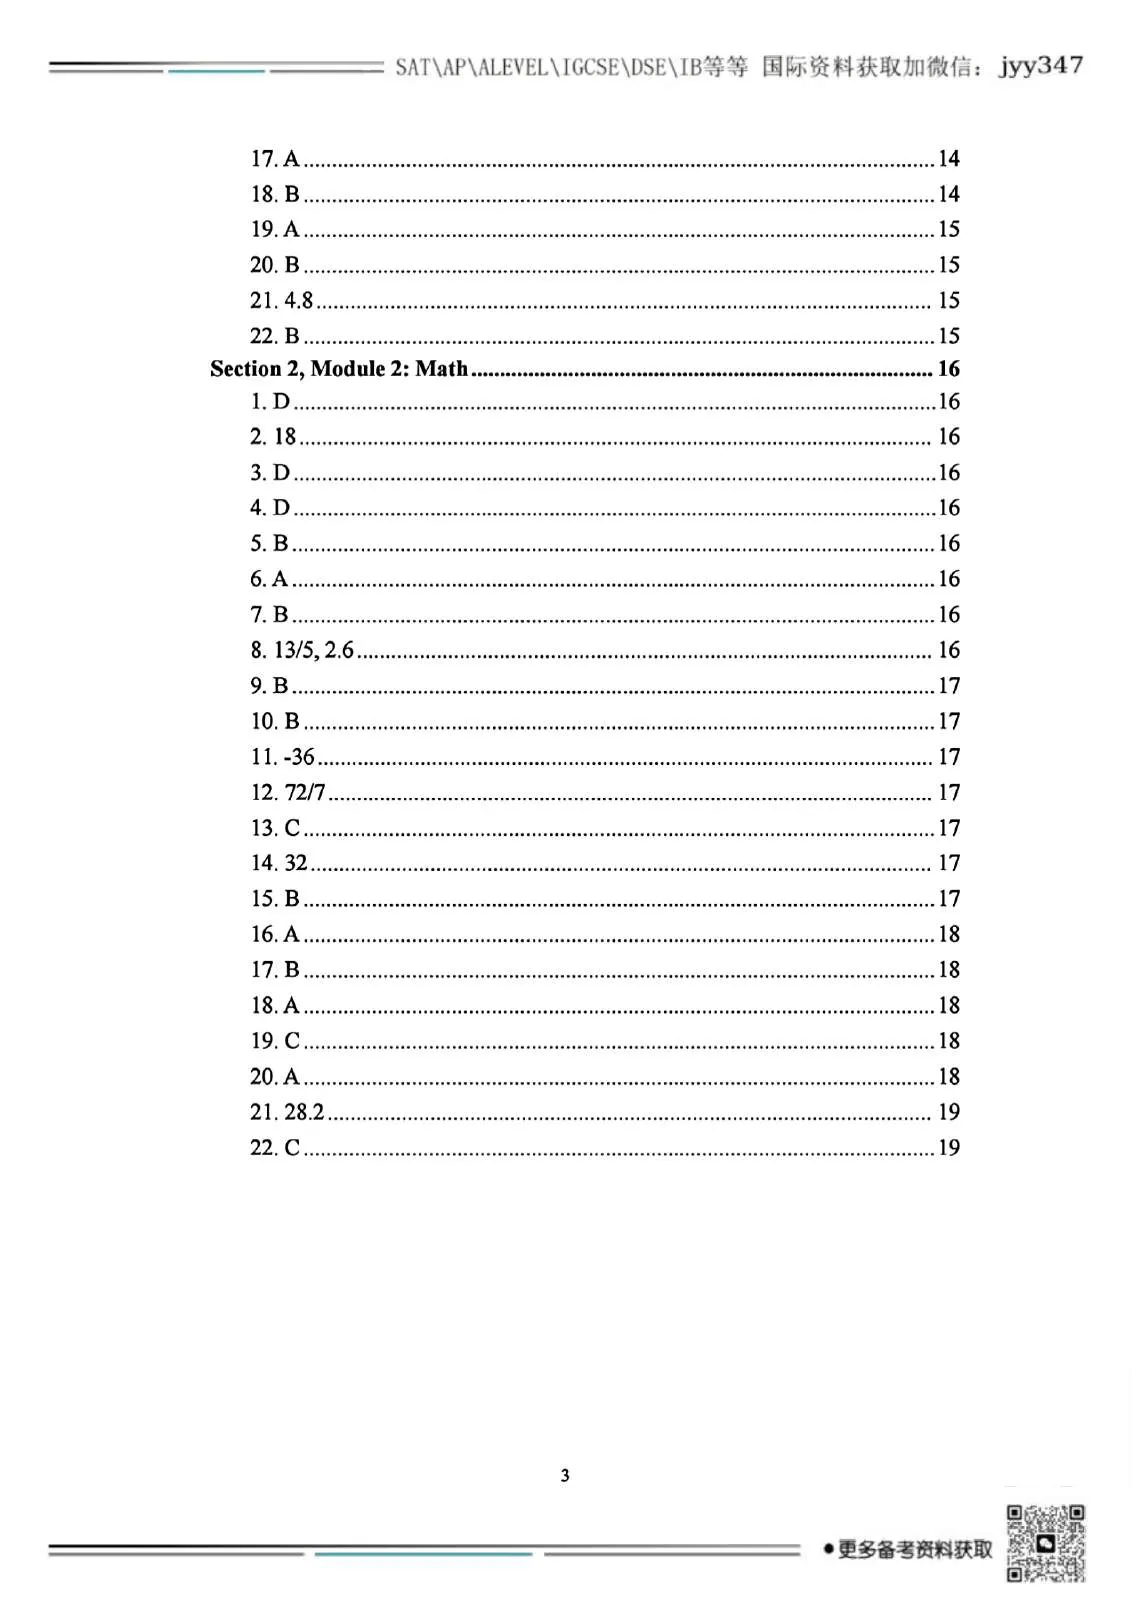 SAT\AP\ALEVEL\IGCSE\DSE\IB等等 国际资料获取加微信：jyy347
17. A 14
18. B 14
19. A 15
20. B 15
21. 4.8 15
22. B 15
Section 2, Module 2: Math 16
1. D 16
2. 18 16
3. D 16
4. D 16
5. B 16
6. A 16
7. B 16
8. 13/5, 2.6 16
9. B 17
10. B 17
11. -36 17
12. 72/7 17
13. C 17
14. 32 17
15. B 17
16. A 18
17. B 18
18. A 18
19. C 18
20. A 18
21. 28.2 19
22. C 19
3
●更多备考资料获取